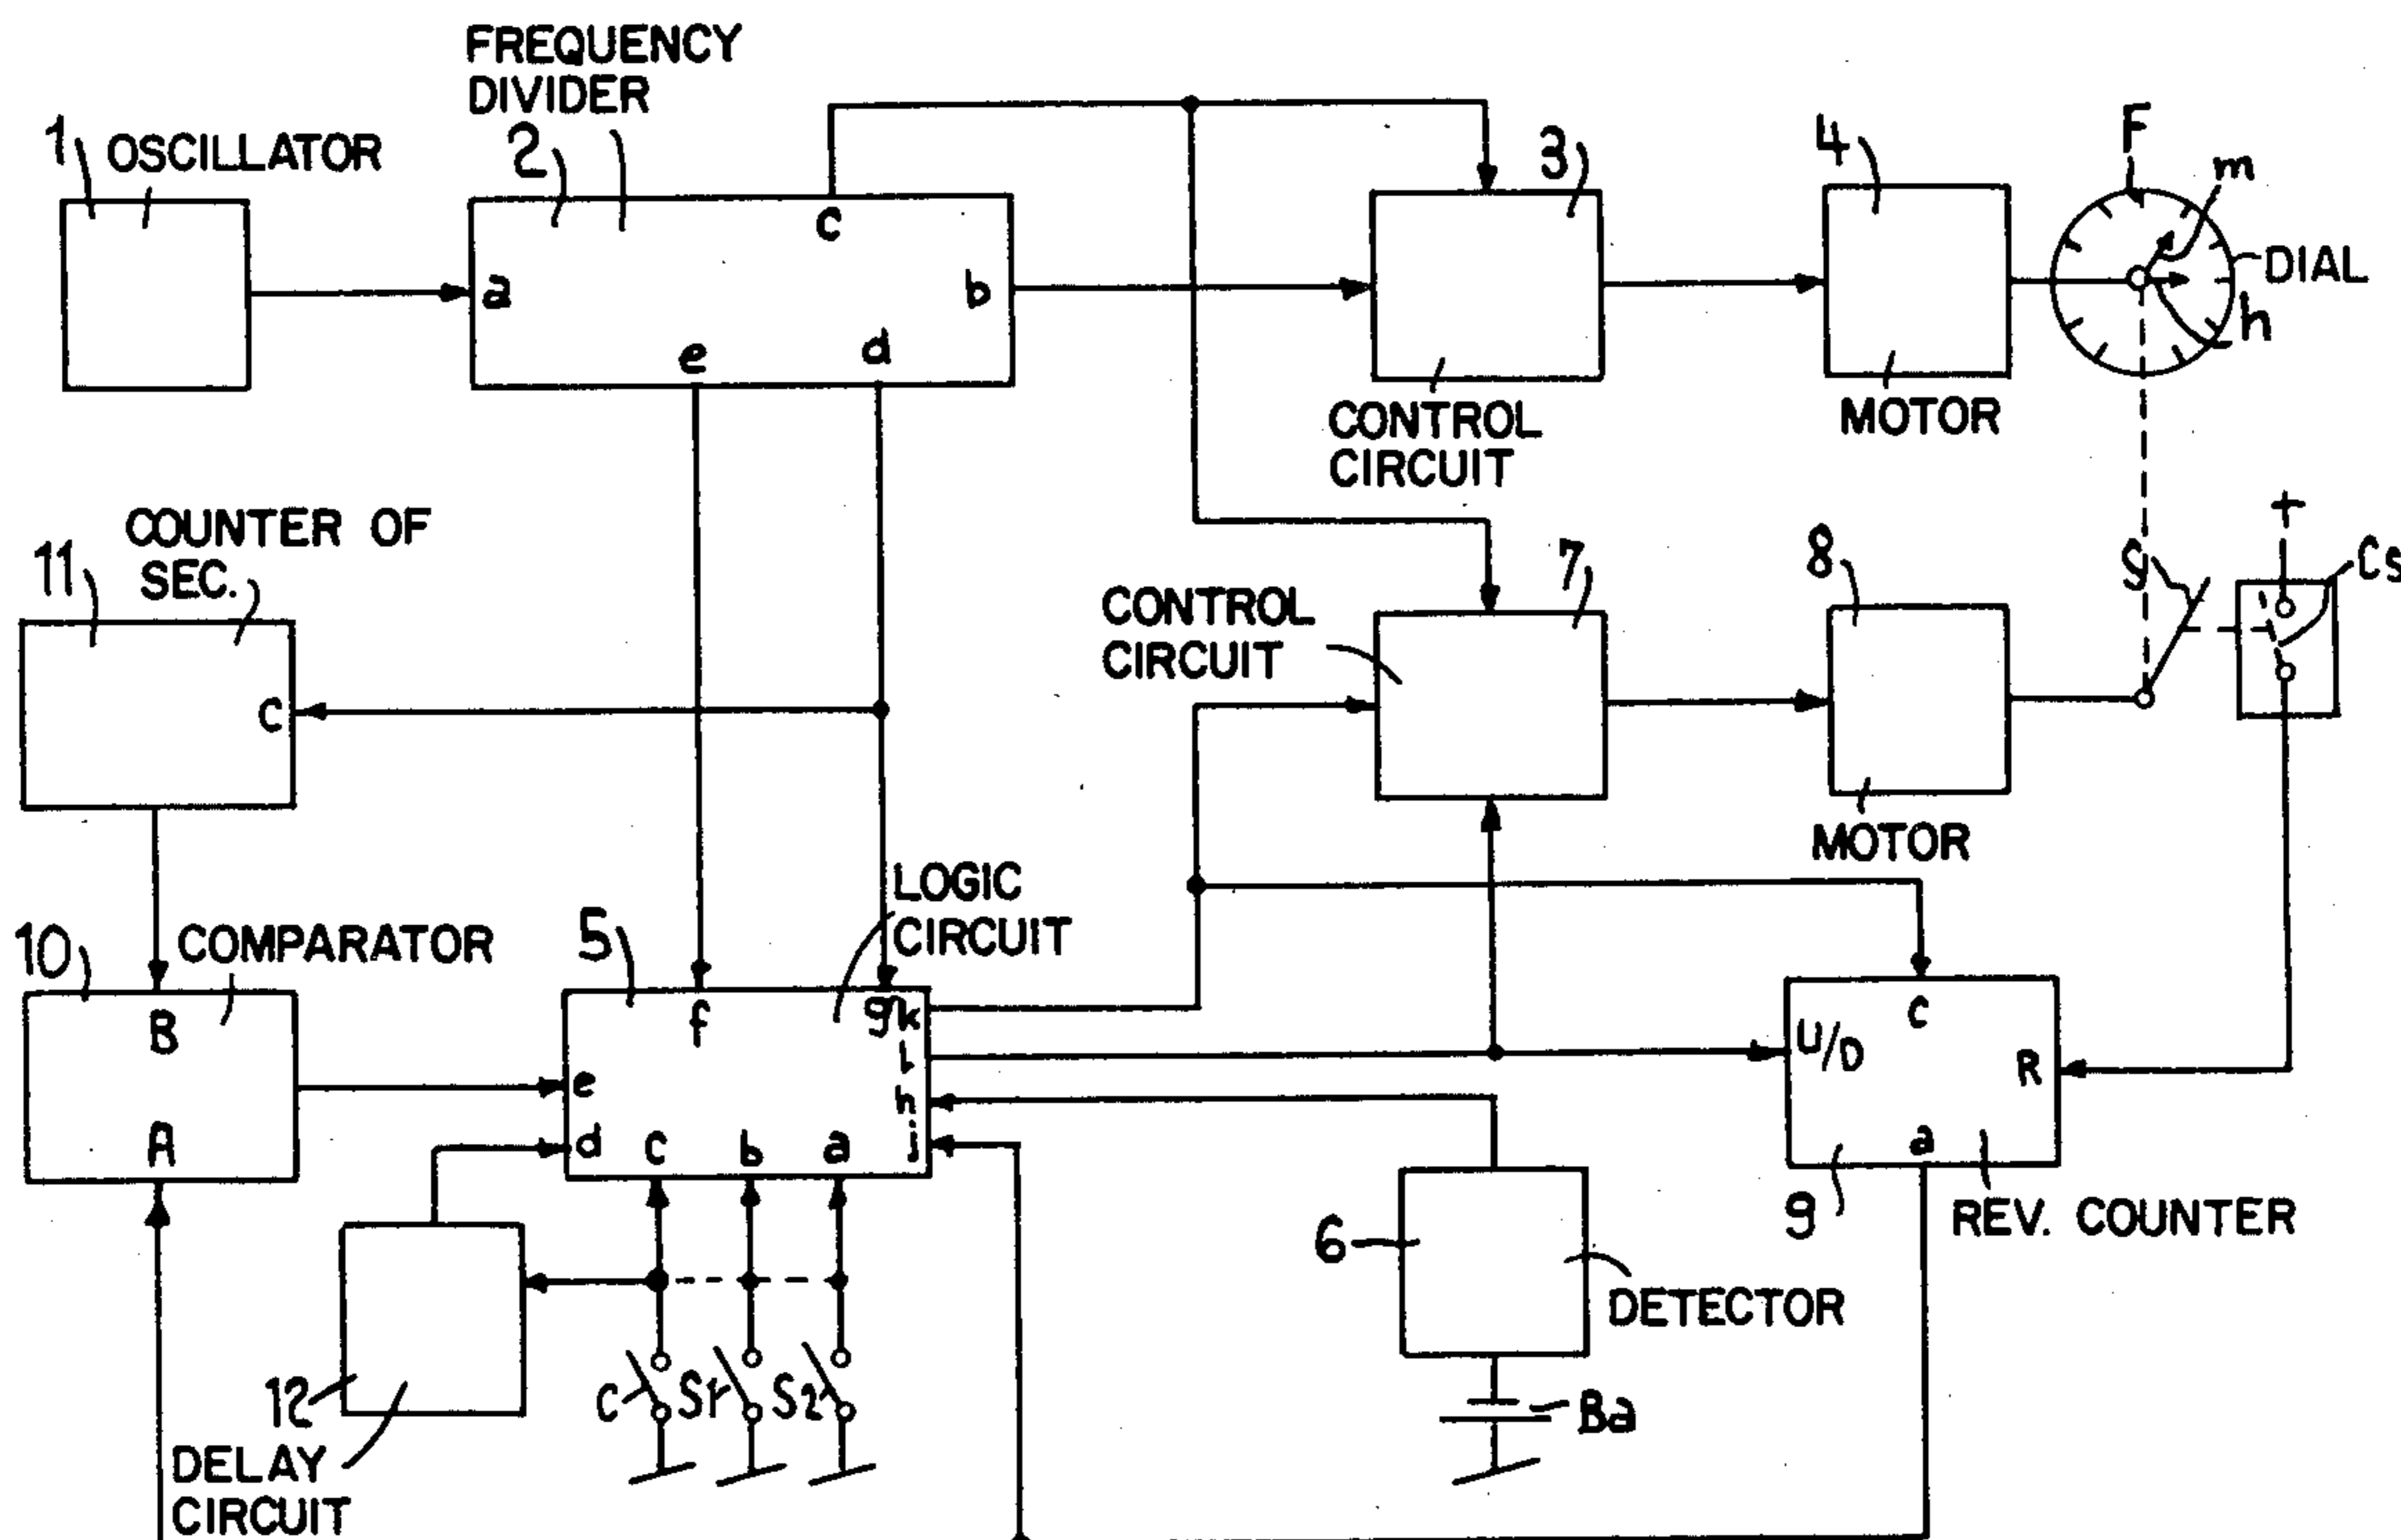 FREQUENCY
DIVIDER
1 OSCILLATOR
2
3
4
F
m
DIAL
h
a
c
b
e
d
CONTROL
CIRCUIT
MOTOR
COUNTER OF
SEC.
11
c
CONTROL
CIRCUIT
7
8
S
+
Cs
MOTOR
10 COMPARATOR
B
A
5
LOGIC
CIRCUIT
f
g
k
l
h
j
e
d
c
b
a
U/D
c
R
a
9
REV. COUNTER
6
DETECTOR
Ba
12
DELAY
CIRCUIT
C
S1
S2